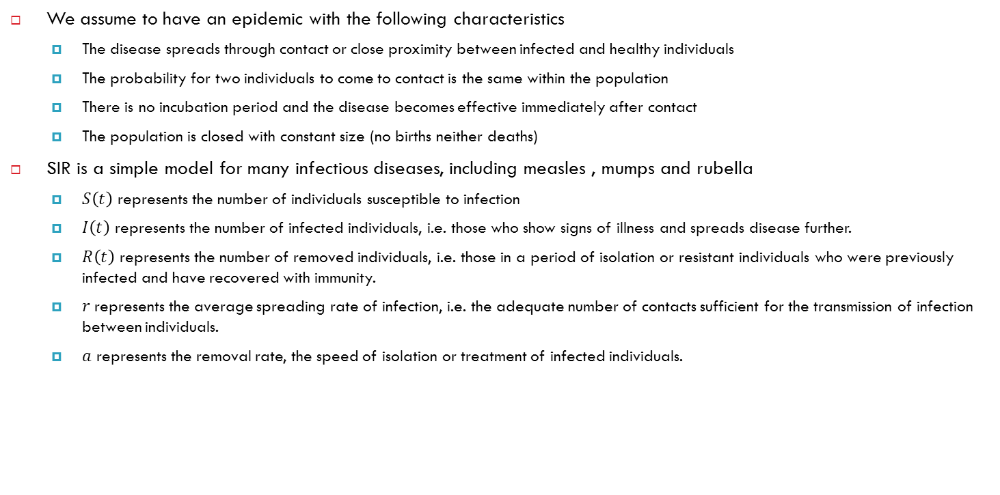 We assume to have an epidemic with the following characteristics
The disease spreads through contact or close proximity between infected and healthy individuals
The probability for two individuals to come to contact is the same within the population
There is no incubation period and the disease becomes effective immediately after contact
The population is closed with constant size (no births neither deaths)
SIR is a simple model for many infectious diseases, including measles , mumps and rubella
S(t) represents the number of individuals susceptible to infection
I(t) represents the number of infected individuals, i.e. those who show signs of illness and spreads disease further.
R(t) represents the number of removed individuals, i.e. those in a period of isolation or resistant individuals who were previously
infected and have recovered with immunity.
r represents the average spreading rate of infection, i.e. the adequate number of contacts sufficient for the transmission of infection
between individuals.
a represents the removal rate, the speed of isolation or treatment of infected individuals.